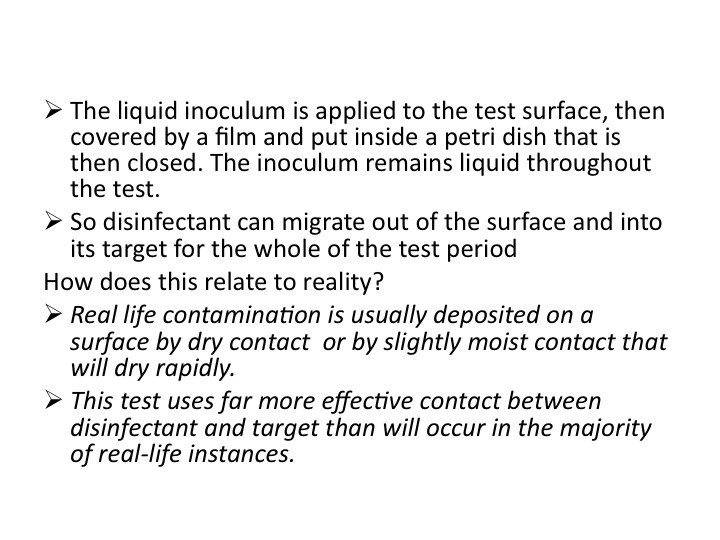 ➢ The liquid inoculum is applied to the test surface, then
covered by a film and put inside a petri dish that is
then closed. The inoculum remains liquid throughout
the test.
➢ So disinfectant can migrate out of the surface and into
its target for the whole of the test period
How does this relate to reality?
➢ Real life contamination is usually deposited on a
surface by dry contact  or by slightly moist contact that
will dry rapidly.
➢ This test uses far more effective contact between
disinfectant and target than will occur in the majority
of real-life instances.